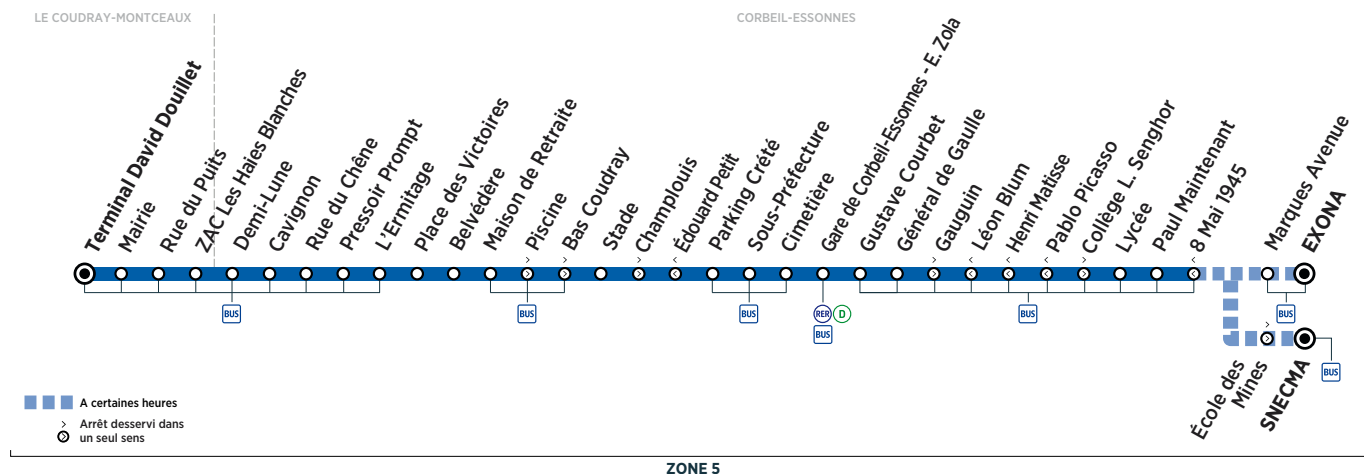 LE COUDRAY-MONTCEAUX
CORBEIL-ESSONNES
Terminal David Douillet
Mairie
Rue du Puits
ZAC Les Haies Blanches
Demi-Lune
Cavignon
Rue du Chêne
Pressoir Prompt
L'Ermitage
Place des Victoires
Belvédère
Maison de Retraite
Piscine
Bas Coudray
Stade
Champlouis
Édouard Petit
Parking Crété
Sous-Préfecture
Cimetière
Gare de Corbeil-Essonnes - E. Zola
Gustave Courbet
Général de Gaulle
Gauguin
Léon Blum
Henri Matisse
Pablo Picasso
Collège L. Senghor
Lycée
Paul Maintenant
8 Mai 1945
Marques Avenue
EXONA
BUS
BUS
BUS
RER D
BUS
BUS
BUS
École des
Mines
SNECMA
BUS
A certaines heures
Arrêt desservi dans
un seul sens
ZONE 5